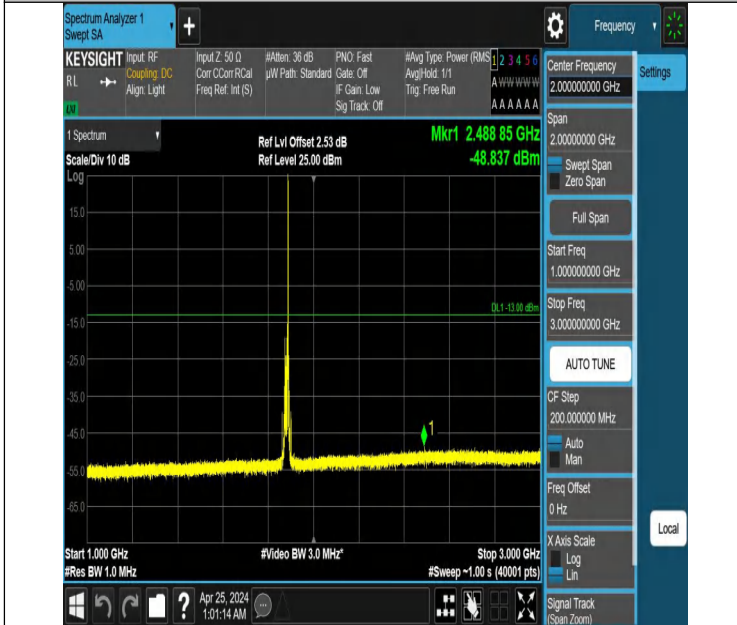 Spectrum Analyzer 1
Swept SA
+
Frequency
KEYSIGHT
RL
Input: RF
Coupling: DC
Align: Light
Input Z: 50 Ω
Corr CCorr RCal
Freq Ref: Int (S)
#Atten: 36 dB
µW Path: Standard
PNO: Fast
Gate: Off
IF Gain: Low
Sig Track: Off
#Avg Type: Power (RMS
Avg|Hold: 1/1
Trig: Free Run
1 2 3 4 5 6
A W W W W W
A A A A A A
1 Spectrum
Scale/Div 10 dB
Log
Ref Lvl Offset 2.53 dB
Ref Level 25.00 dBm
Mkr1 2.488 85 GHz
-48.837 dBm
15.0
5.00
-5.00
-15.0
-25.0
-35.0
-45.0
-55.0
-65.0
DL1 -13.00 dBm
1
Start 1.000 GHz
#Res BW 1.0 MHz
#Video BW 3.0 MHz*
Stop 3.000 GHz
#Sweep ~1.00 s (40001 pts)
Center Frequency
2.000000000 GHz
Settings
Span
2.00000000 GHz
Swept Span
Zero Span
Full Span
Start Freq
1.000000000 GHz
Stop Freq
3.000000000 GHz
AUTO TUNE
CF Step
200.000000 MHz
Auto
Man
Freq Offset
0 Hz
X Axis Scale
Log
Lin
Local
Signal Track
(Span Zoom)
?
Apr 25, 2024
1:01:14 AM